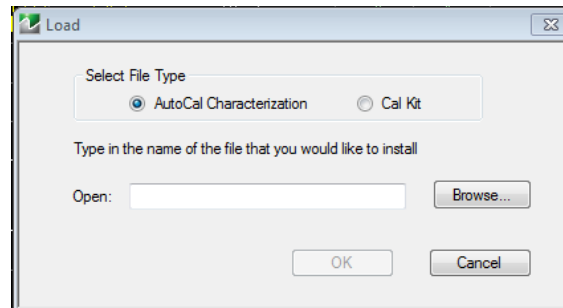 Load
Select File Type
AutoCal Characterization Cal Kit
Type in the name of the file that you would like to install
Open: Browse...
OK Cancel